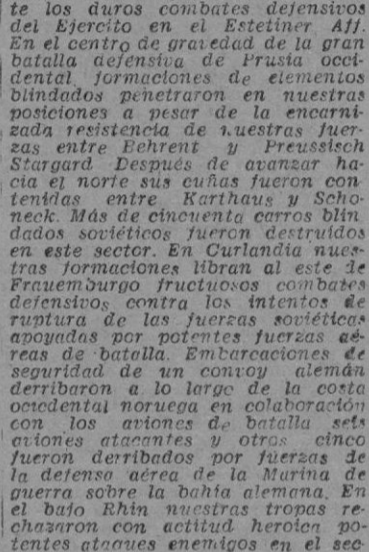 te los duros combates defensivos
del Ejercito en el Estetiner Aff.
En el centro de gravedad de la gran
batalla defensiva de Prusia occi-
dental, formaciones de elementos
blindados penetraron en nuestras
posiciones a pesar de la encarni-
zada resistencia de nuestras fuer-
zas entre Behrent y Preussisch
Stargard Después de avanzar ha-
cia el norte sus cuñas fueron con
tenidas entre Karthaus y Scho-
neck. Más de cincuenta carros blin
dados soviéticos fueron destruidos
en este sector. En Curlandia nues-
tras formaciones libran al este de
Frauemburgo fructuosos combates
defensivos contra los intentos de
ruptura de las fuerzas soviéticas
apoyadas por potentes fuerzas aé-
reas de batalla. Embarcaciones de
seguridad de un convoy alemán
derribaron a lo largo de la costa
ocicdental noruega en colaboración
con los aviones de batalla seis
aviones atacantes y otros cinco
fueron derribados por fuerzas de
la defensa aérea de la Marina de
guerra sobre la bahía alemana. En
el bajo Rhin nuestras tropas re-
chazaron con actitud heroica po-
tentes ataques enemigos en el sec-